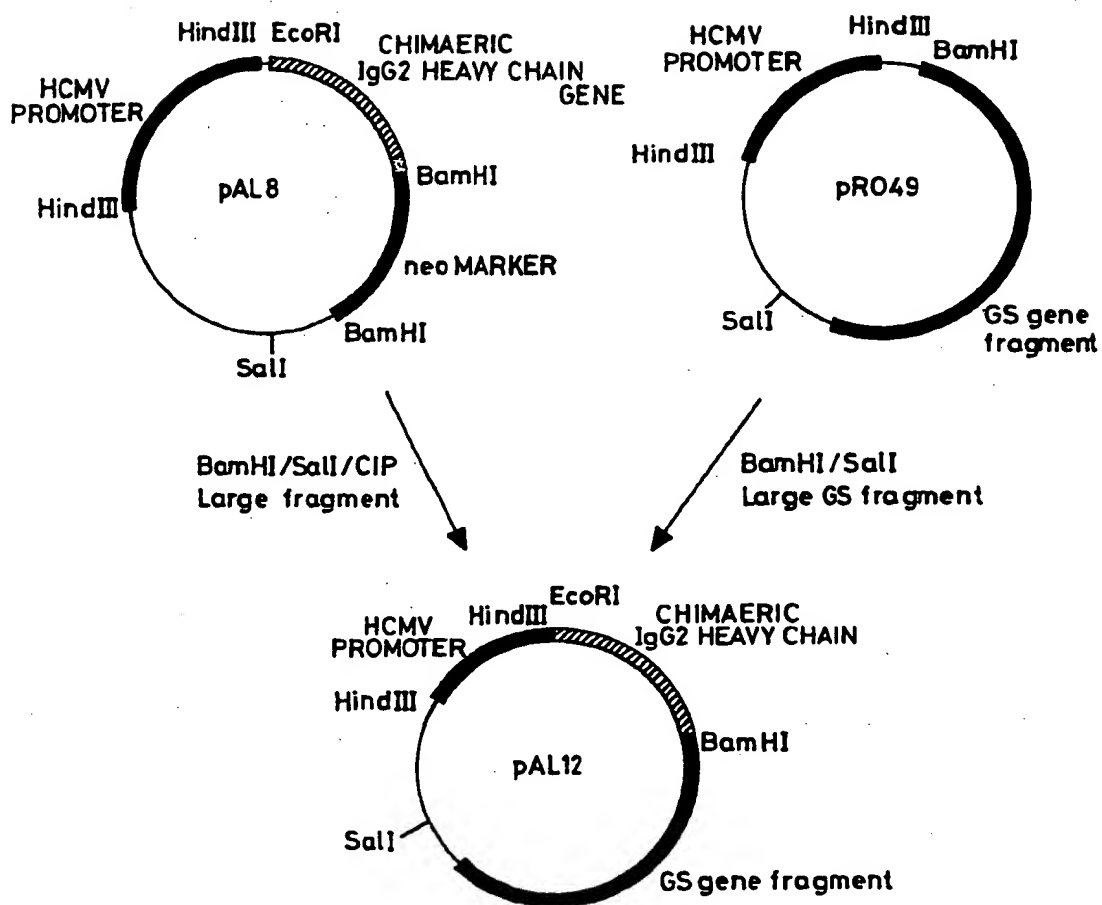 HindIII EcoRI
CHIMAERIC
IgG2 HEAVY CHAIN
GENE
HCMV
PROMOTER
BamHI
pAL8
HindIII
neo MARKER
BamHI
SalI
HCMV
PROMOTER
HindIII
BamHI
HindIII
pRO49
SalI
GS gene
fragment
BamHI/SalI/CIP
Large fragment
BamHI/SalI
Large GS fragment
EcoRI
HindIII
CHIMAERIC
IgG2 HEAVY CHAIN
HCMV
PROMOTER
HindIII
BamHI
pAL12
SalI
GS gene fragment